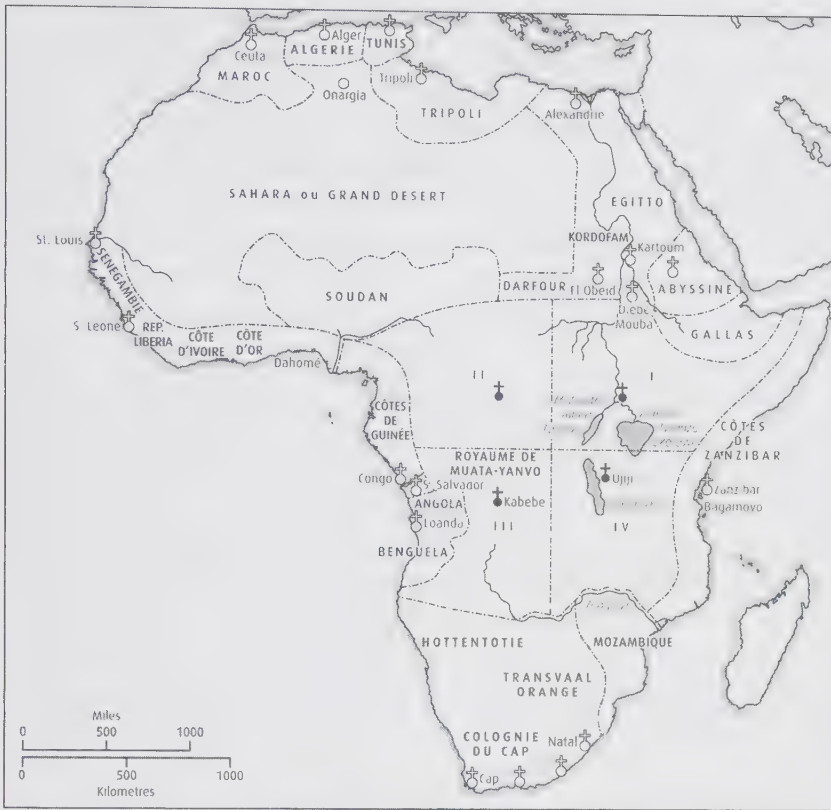 Alger
ALGERIE
TUNIS
Ceuta
MAROC
Tripoli
Onargia
TRIPOLI
Alexandrie
SAHARA ou GRAND DESERT
EGITTO
KORDOFAM
Kartoum
St. Louis
SENEGAMBIE
SOUDAN
DARFOUR
El Obeid
ABYSSINE
Mouba
GALLAS
S. Leone
REP.
LIBERIA
CÔTE
D'IVOIRE
CÔTE
D'OR
Dahomé
II
I
CÔTES
DE
GUINÉE
CÔTES
DE
ZANZIBAR
ROYAUME DE
MUATA-YANVO
Congo
S. Salvador
Ujiji
Zanzibar
Bagamoyo
ANGOLA
Kabebe
Loanda
III
IV
BENGUELA
HOTTENTOTIE
MOZAMBIQUE
TRANSVAAL
ORANGE
COLOGNIE
DU CAP
Natal
Cap
Miles
0 500 1000
0 500 1000
Kilometres